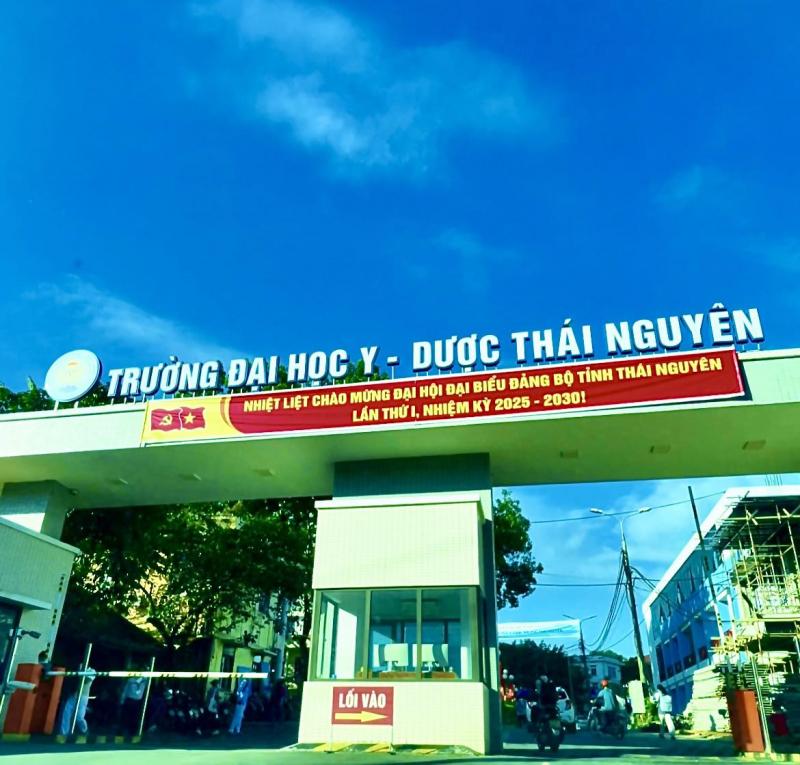 TRƯỜNG ĐẠI HỌC Y - DƯỢC THÁI NGUYÊN
NHIỆT LIỆT CHÀO MỪNG ĐẠI HỘI ĐẠI BIỂU ĐẢNG BỘ TỈNH THÁI NGUYÊN
LẦN THỨ I, NHIỆM KỲ 2025 - 2030!
LỐI VÀO